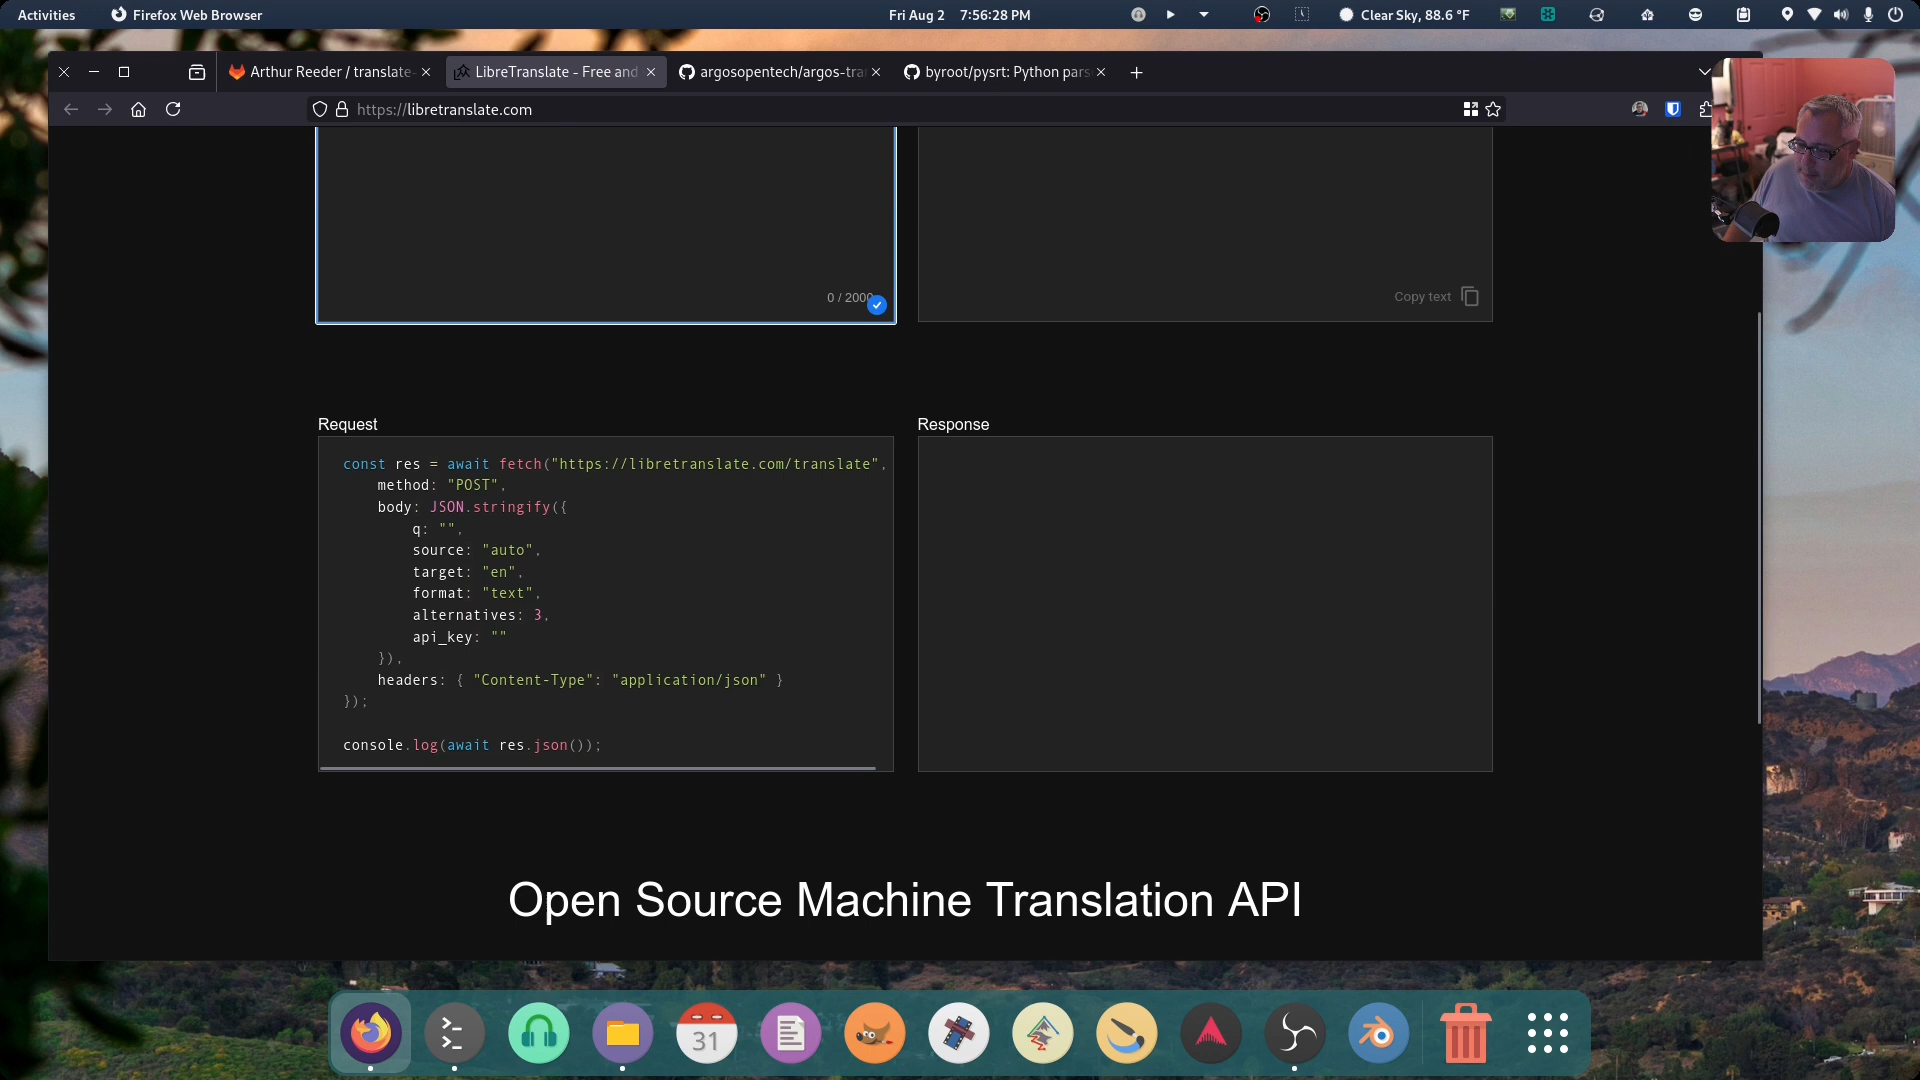 Activities
Firefox Web Browser
Fri Aug 2 7:56:28 PM
Clear Sky, 88.6 °F
Arthur Reeder / translate-
LibreTranslate - Free and
argosopentech/argos-tra
byroot/pysrt: Python pars
https://libretranslate.com
0 / 2000
Copy text
Request
Response
const res = await fetch("https://libretranslate.com/translate",
method: "POST",
body: JSON.stringify({
q: "",
source: "auto",
target: "en",
format: "text",
alternatives: 3,
api_key: ""
}),
headers: { "Content-Type": "application/json" }
});
console.log(await res.json());
Open Source Machine Translation API
31